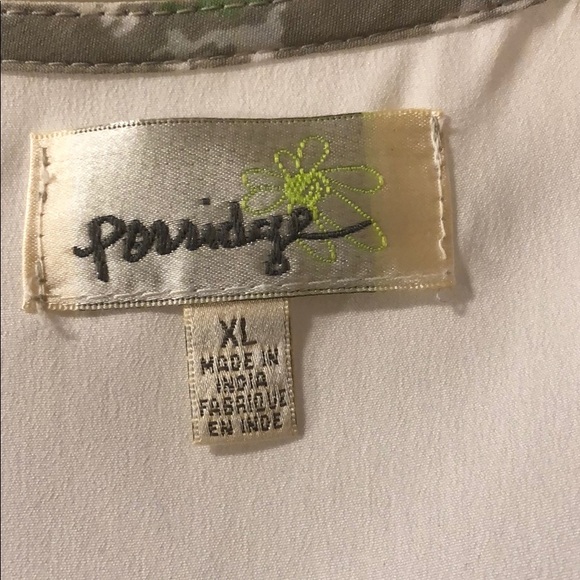 Porridge
XL
MADE IN
INDIA
FABRIQUE
EN INDE